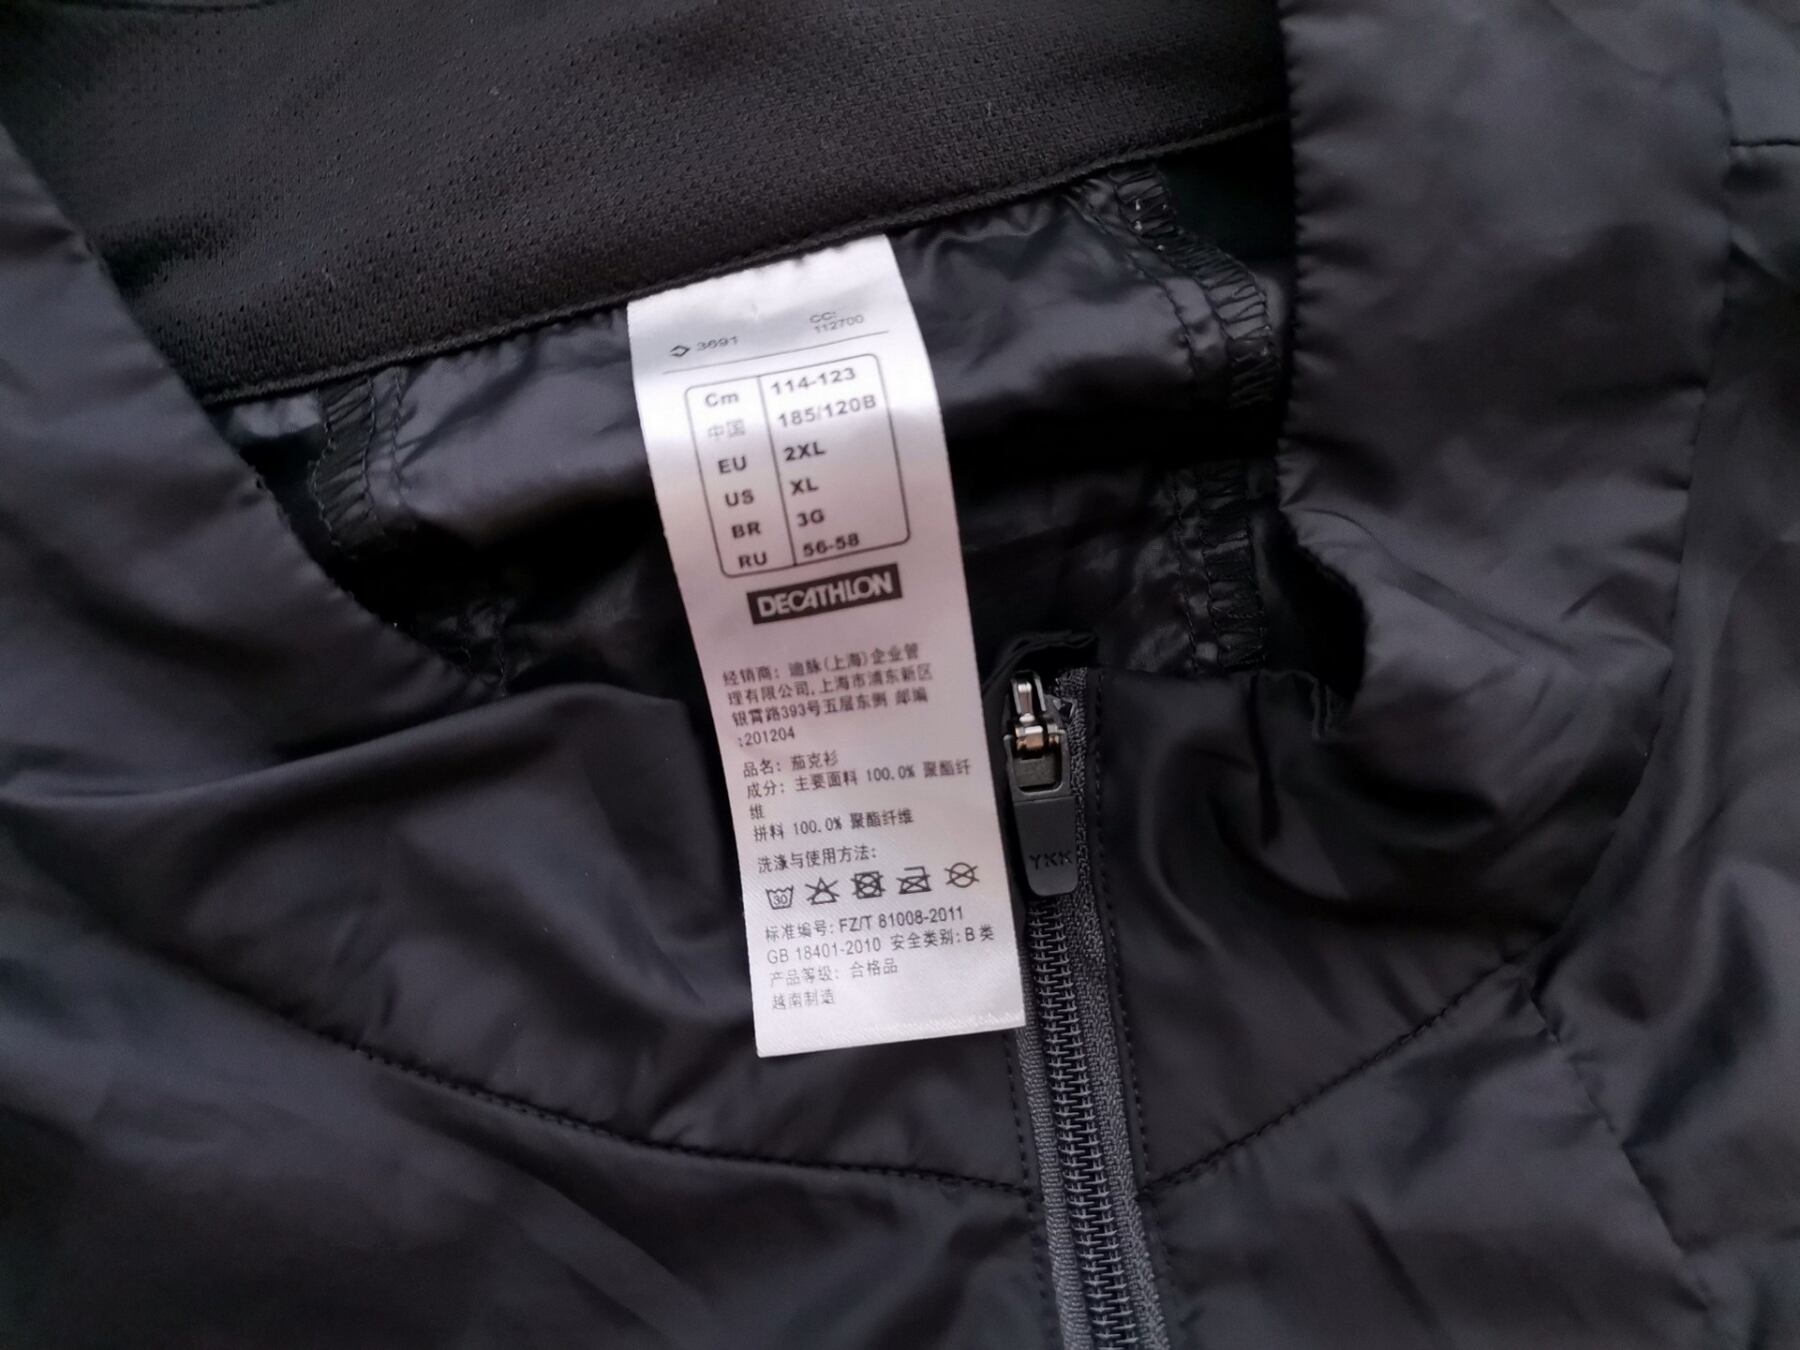 3691
CC:
112700
Cm 114-123
中国 185/120B
EU 2XL
US XL
BR 3G
RU 56-58
DECATHLON
经销商: 迪脉(上海)企业管
理有限公司,上海市浦东新区
银霄路393号五层东侧 邮编
:201204
品名: 茄克衫
成分: 主要面料 100.0% 聚酯纤
维
拼料 100.0% 聚酯纤维
洗涤与使用方法:
30
标准编号: FZ/T 81008-2011
GB 18401-2010 安全类别: B 类
产品等级: 合格品
越南制造
YKK